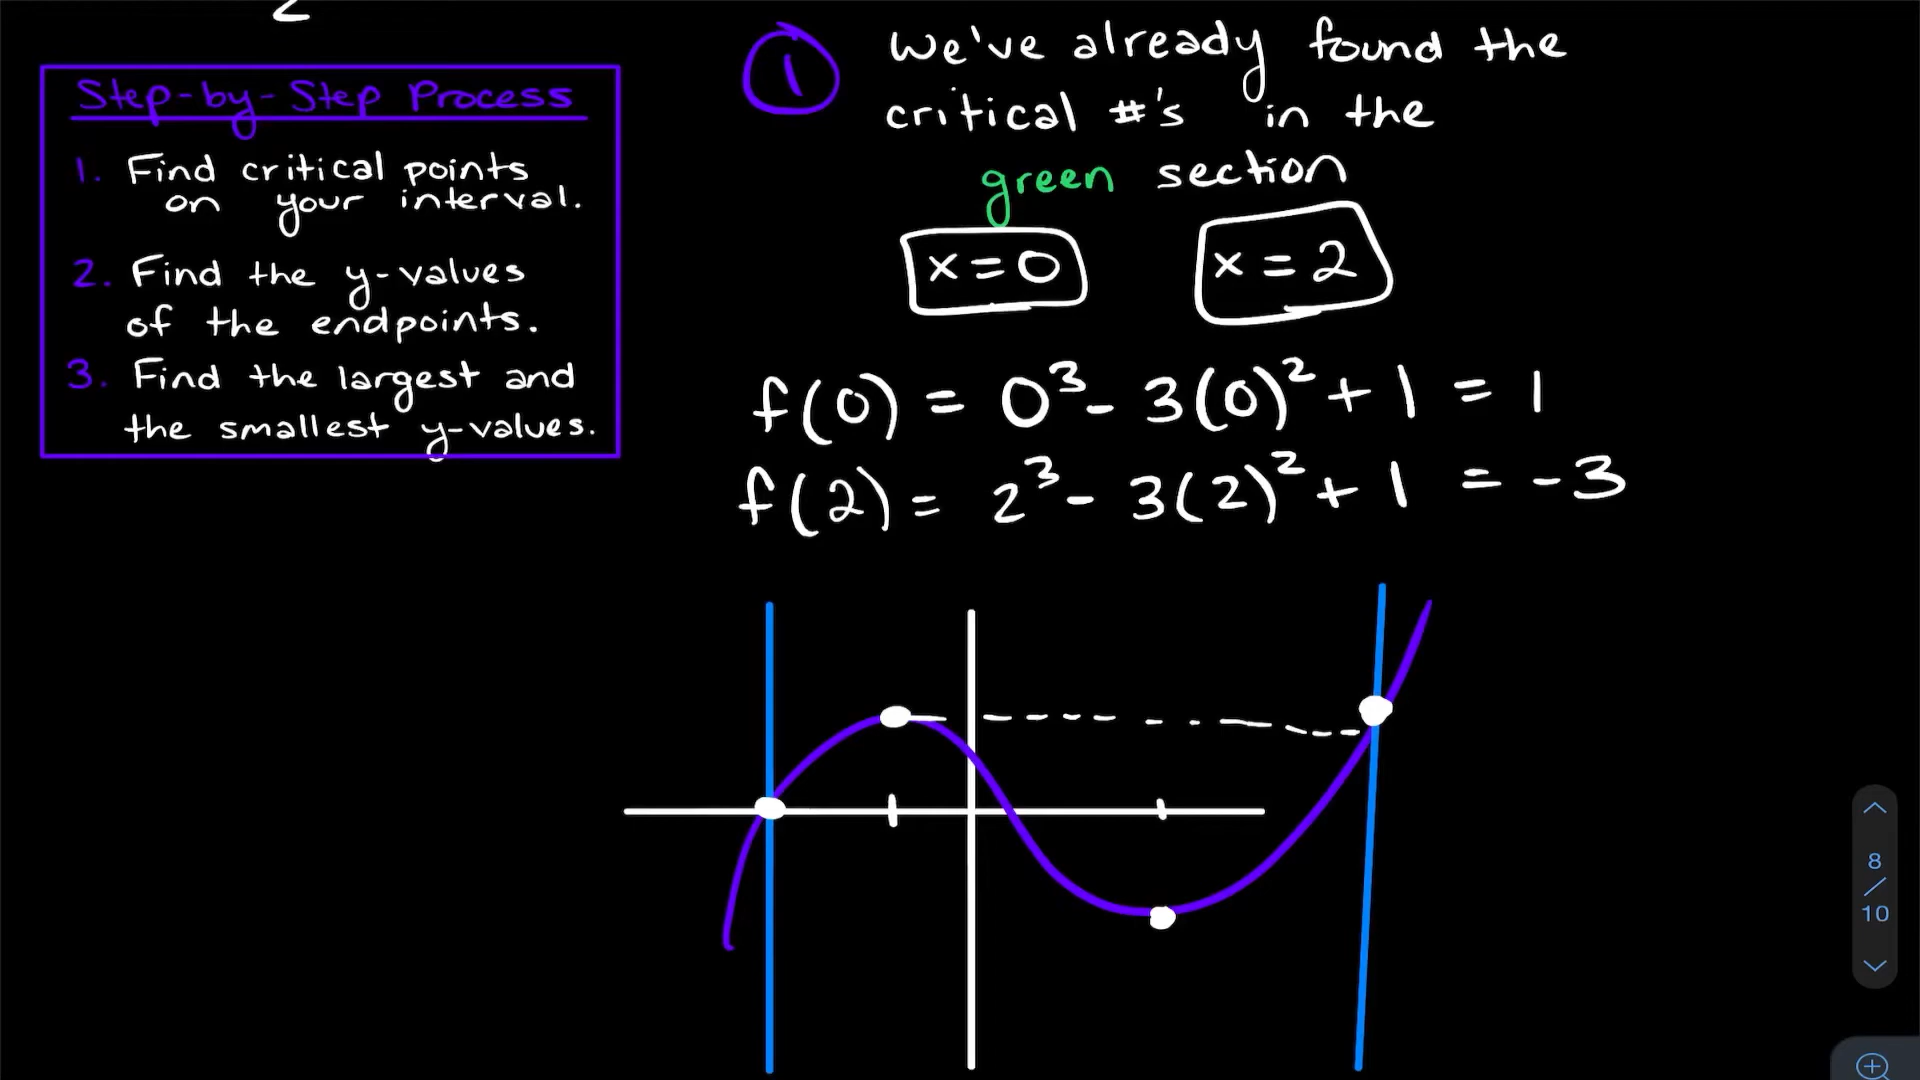 Step-by-Step Process
1. Find critical points
on your interval.
2. Find the y-values
of the endpoints.
3. Find the largest and
the smallest y-values.
1
We've already found the
critical #'s in the
green section
x = 0
x = 2
f(0) = 0³ - 3(0)² + 1 = 1
f(2) = 2³ - 3(2)² + 1 = -3
8
/
10